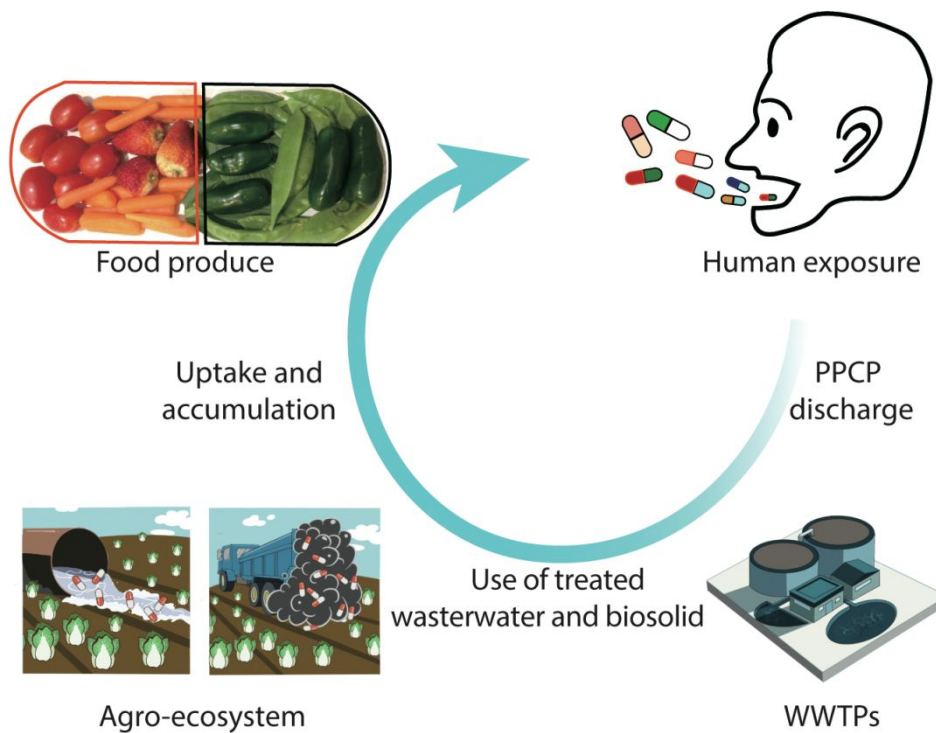 Food produce
Human exposure
Uptake and
accumulation
PPCP
discharge
Use of treated
wasterwater and biosolid
Agro-ecosystem
WWTPs